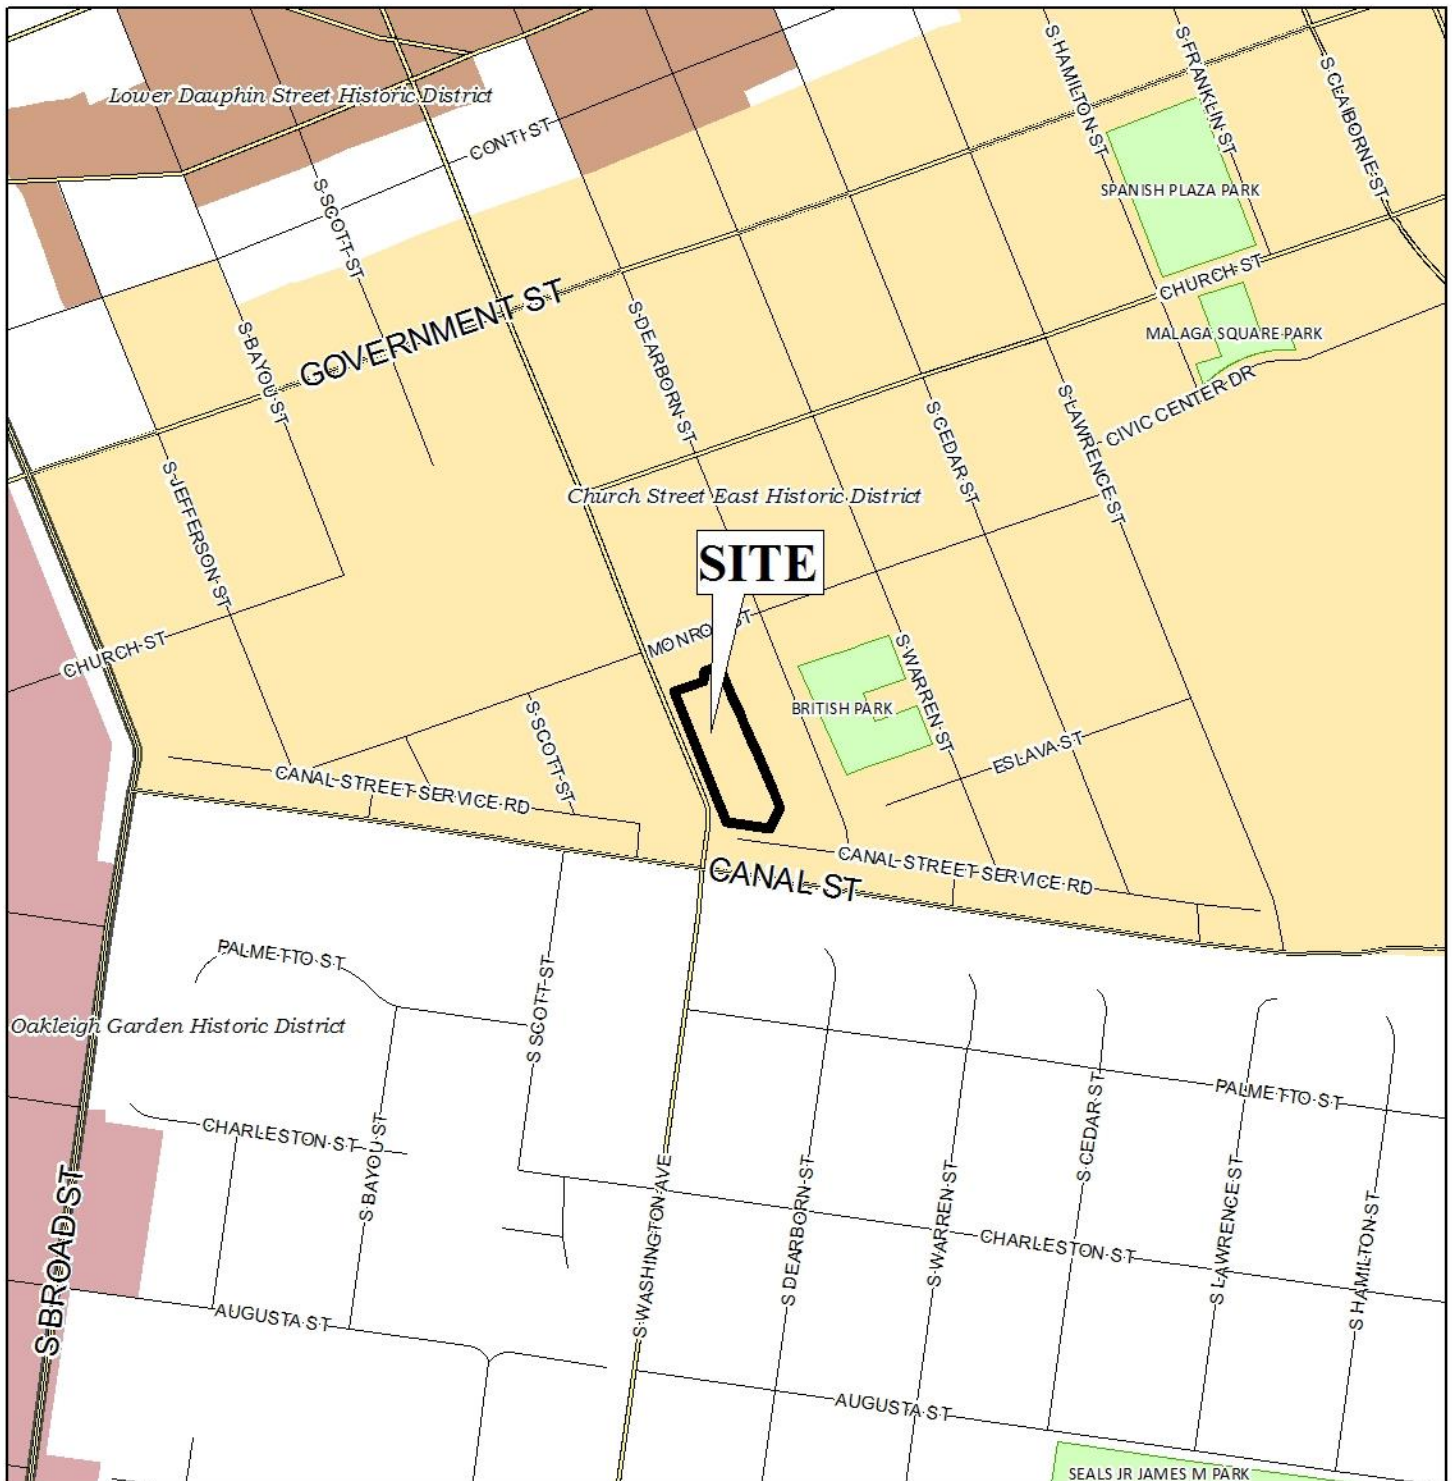 S HAMILTON ST
S FRANKLIN ST
S CLAIBORNE ST
Lower Dauphin Street Historic District
CONTI ST
S SCOTT ST
SPANISH PLAZA PARK
CHURCH ST
GOVERNMENT ST
MALAGA SQUARE PARK
S BAYOU ST
S DEARBORN ST
CIVIC CENTER DR
S CEDAR ST
S LAWRENCE ST
S JEFFERSON ST
Church Street East Historic District
SITE
CHURCH ST
MONRO ST
S WARREN ST
BRITISH PARK
S SCOTT ST
ESLAVA ST
CANAL STREET SERVICE RD
CANAL STREET SERVICE RD
CANAL ST
PALMETTO ST
S SCOTT ST
Oakleigh Garden Historic District
PALMETTO ST
S CEDAR ST
CHARLESTON ST
S BAYOU ST
S BROAD ST
S WASHINGTON AVE
S DEARBORN ST
S WARREN ST
CHARLESTON ST
S LAWRENCE ST
S HAMILTON ST
AUGUSTA ST
AUGUSTA ST
SEALS JR JAMES M PARK